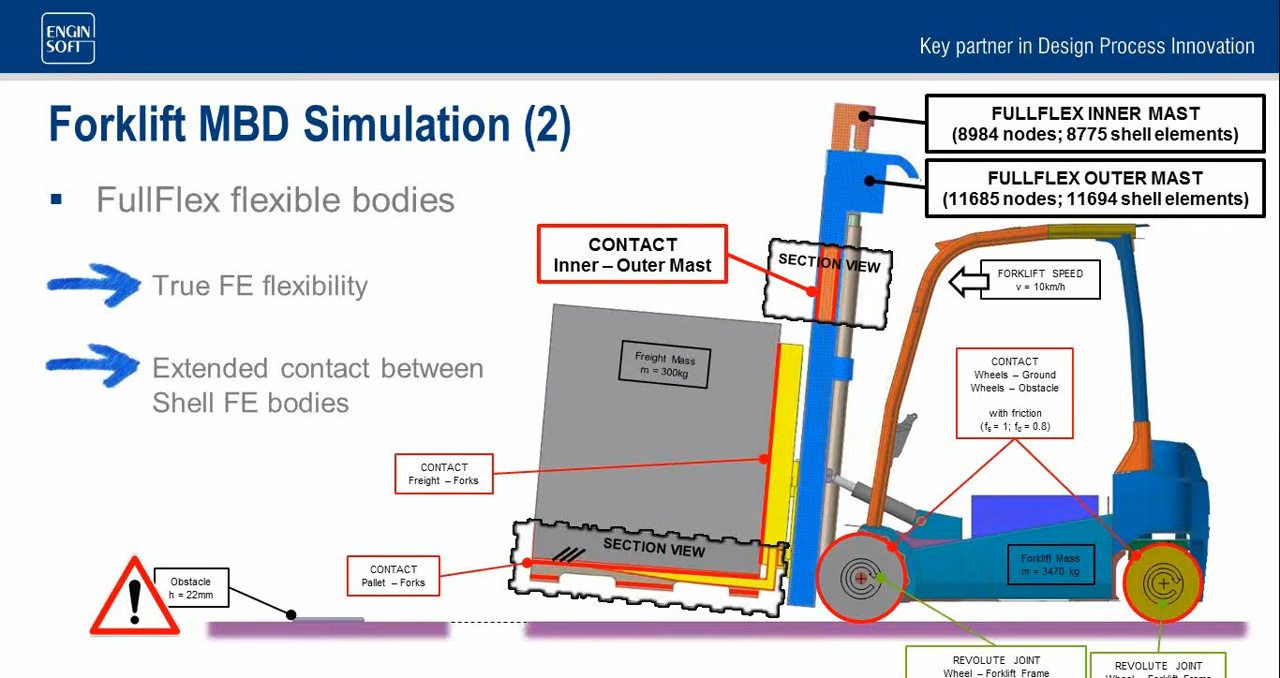 ENGIN
SOFT
Key partner in Design Process Innovation
Forklift MBD Simulation (2)
▪ FullFlex flexible bodies
True FE flexibility
Extended contact between
Shell FE bodies
FULLFLEX INNER MAST
(8984 nodes; 8775 shell elements)
FULLFLEX OUTER MAST
(11685 nodes; 11694 shell elements)
CONTACT
Inner – Outer Mast
SECTION VIEW
FORKLIFT SPEED
v = 10km/h
Freight Mass
m = 300kg
CONTACT
Wheels – Ground
Wheels – Obstacle
with friction
(fs = 1; fd = 0.8)
CONTACT
Freight – Forks
SECTION VIEW
CONTACT
Pallet – Forks
Forklift Mass
m = 3470 kg
!
Obstacle
h = 22mm
REVOLUTE JOINT
Wheel – Forklift Frame
REVOLUTE JOINT
Wheel – Forklift Frame